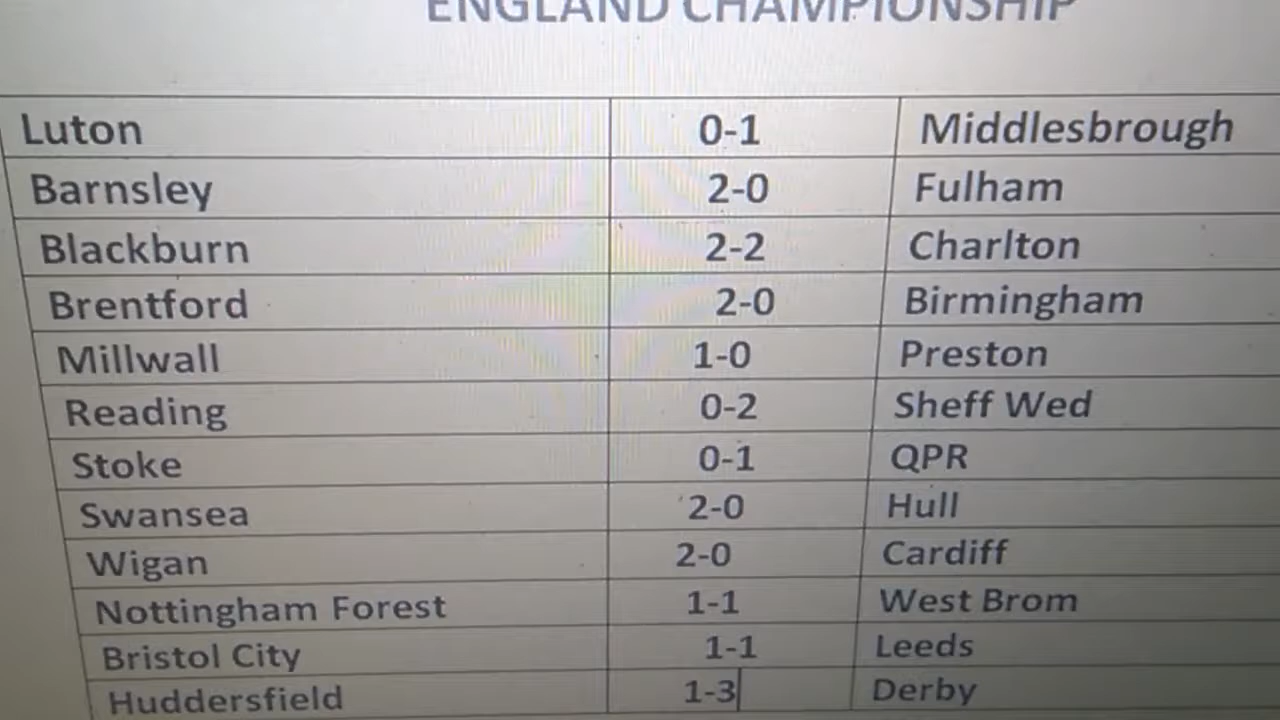 ENGLAND CHAMPIONSHIP
Luton 0-1 Middlesbrough
Barnsley 2-0 Fulham
Blackburn 2-2 Charlton
Brentford 2-0 Birmingham
Millwall 1-0 Preston
Reading 0-2 Sheff Wed
Stoke 0-1 QPR
Swansea 2-0 Hull
Wigan 2-0 Cardiff
Nottingham Forest 1-1 West Brom
Bristol City 1-1 Leeds
Huddersfield 1-3 Derby